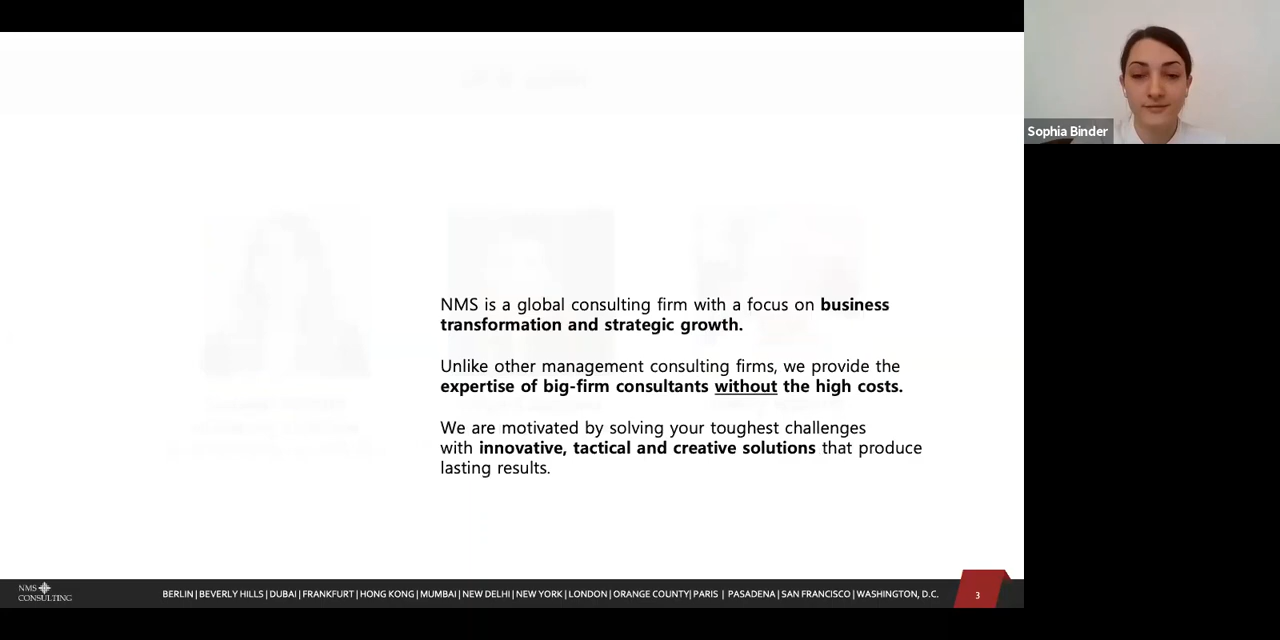 Sophia Binder
NMS is a global consulting firm with a focus on business
transformation and strategic growth.
Unlike other management consulting firms, we provide the
expertise of big-firm consultants without the high costs.
We are motivated by solving your toughest challenges
with innovative, tactical and creative solutions that produce
lasting results.
NMS
CONSULTING
BERLIN | BEVERLY HILLS | DUBAI | FRANKFURT | HONG KONG | MUMBAI | NEW DELHI | NEW YORK | LONDON | ORANGE COUNTY| PARIS | PASADENA | SAN FRANCISCO | WASHINGTON, D.C.
3